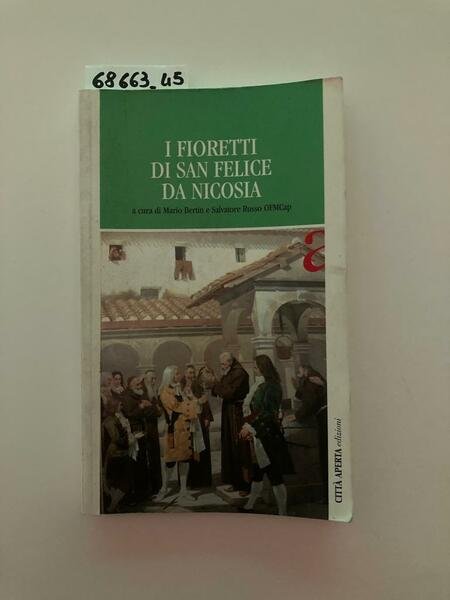 68663_45
I FIORETTI
DI SAN FELICE
DA NICOSIA
a cura di Mario Bertin e Salvatore Russo OFMCap
a
CITTÀ APERTA edizioni